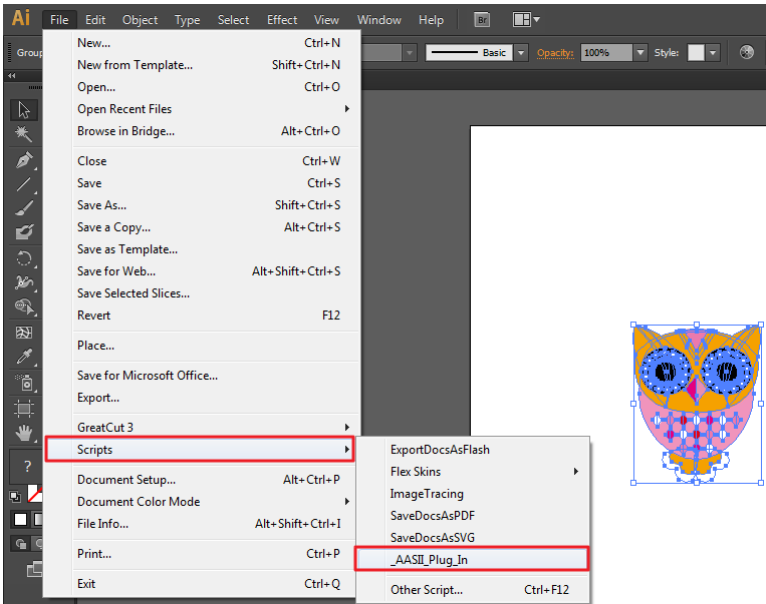 Ai File Edit Object Type Select Effect View Window Help Br
Group
Basic Opacity: 100% Style:
New... Ctrl+N
New from Template... Shift+Ctrl+N
Open... Ctrl+O
Open Recent Files
Browse in Bridge... Alt+Ctrl+O
Close Ctrl+W
Save Ctrl+S
Save As... Shift+Ctrl+S
Save a Copy... Alt+Ctrl+S
Save as Template...
Save for Web... Alt+Shift+Ctrl+S
Save Selected Slices...
Revert F12
Place...
Save for Microsoft Office...
Export...
GreatCut 3
Scripts
Document Setup... Alt+Ctrl+P
Document Color Mode
File Info... Alt+Shift+Ctrl+I
Print... Ctrl+P
Exit Ctrl+Q
ExportDocsAsFlash
Flex Skins
ImageTracing
SaveDocsAsPDF
SaveDocsAsSVG
_AASII_Plug_In
Other Script... Ctrl+F12
?